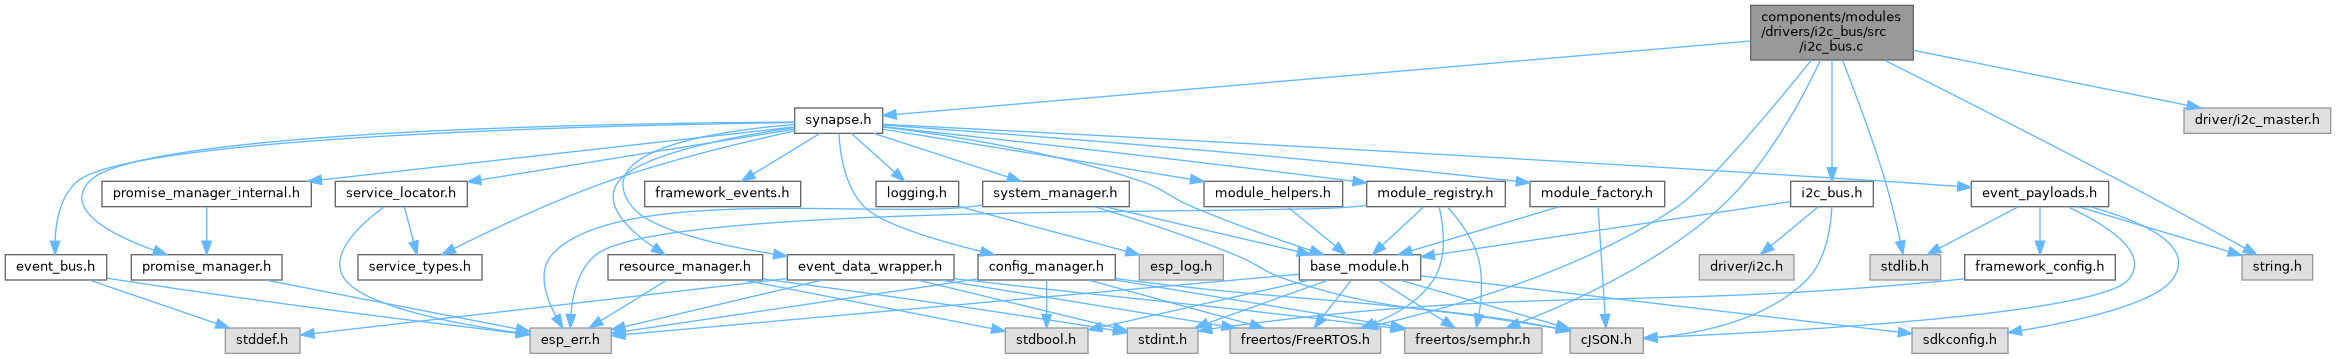 components/modules
/drivers/i2c_bus/src
/i2c_bus.c
synapse.h
driver/i2c_master.h
promise_manager_internal.h
service_locator.h
framework_events.h
logging.h
system_manager.h
module_helpers.h
module_registry.h
module_factory.h
i2c_bus.h
event_payloads.h
event_bus.h
promise_manager.h
service_types.h
resource_manager.h
event_data_wrapper.h
config_manager.h
esp_log.h
base_module.h
driver/i2c.h
stdlib.h
framework_config.h
string.h
stddef.h
esp_err.h
stdbool.h
stdint.h
freertos/FreeRTOS.h
freertos/semphr.h
cJSON.h
sdkconfig.h